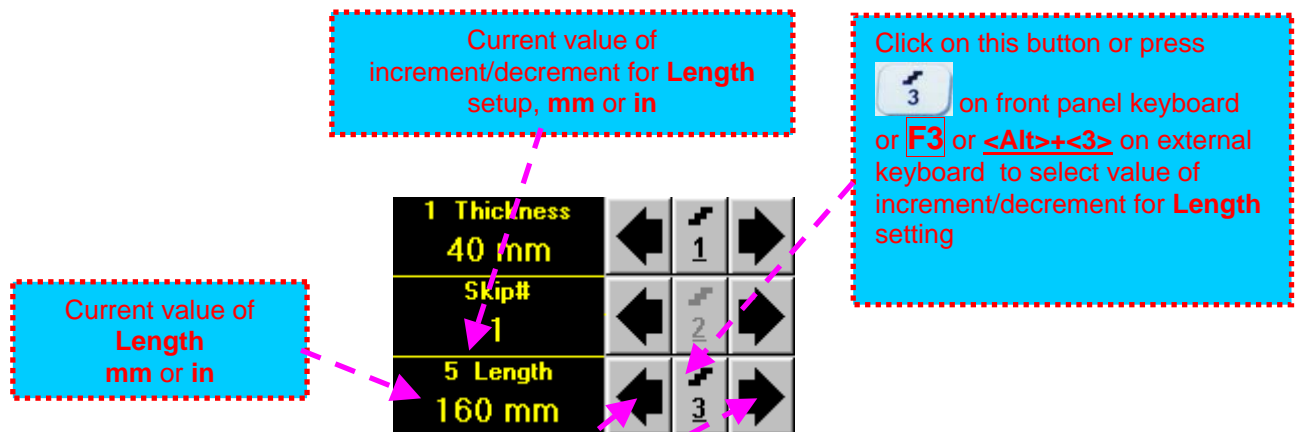 Current value of
increment/decrement for Length
setup, mm or in
Click on this button or press
3 on front panel keyboard
or F3 or <Alt>+<3> on external
keyboard to select value of
increment/decrement for Length
setting
1 Thickness
40 mm
1
Skip#
1
2
5 Length
160 mm
3
Current value of
Length
mm or in